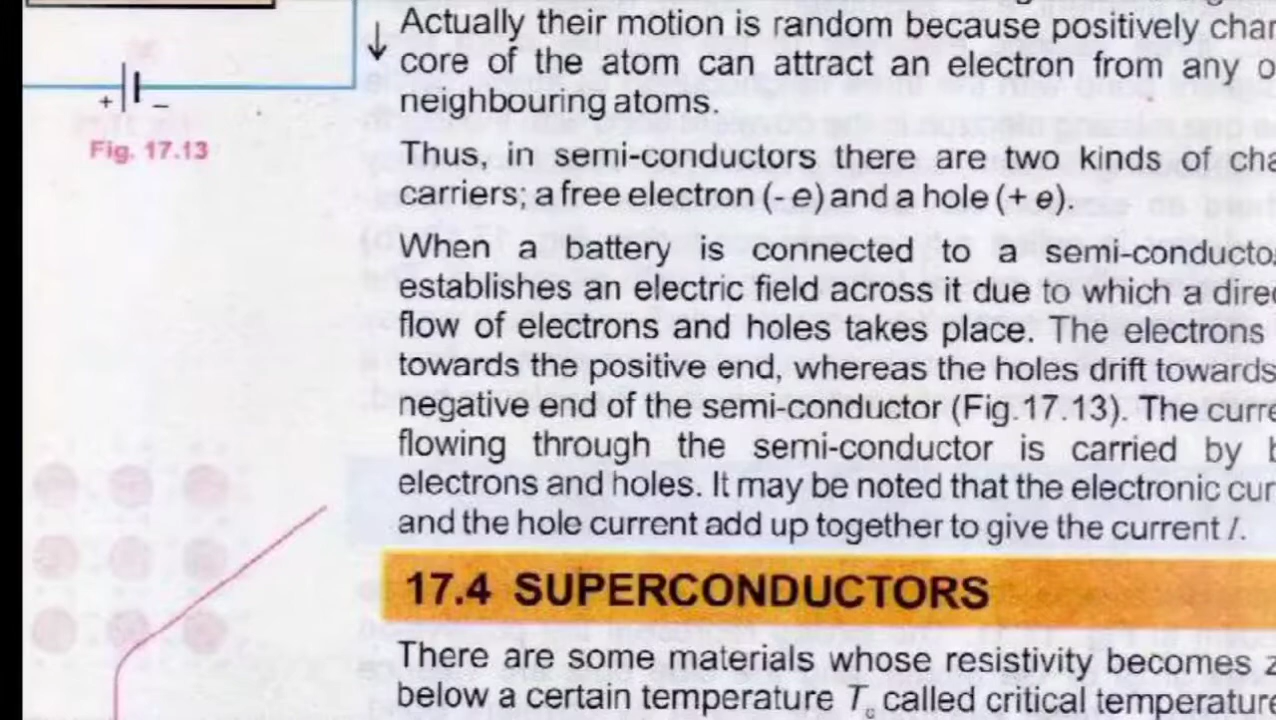 + | | -
Fig. 17.13
Actually their motion is random because positively char
core of the atom can attract an electron from any o
neighbouring atoms.
Thus, in semi-conductors there are two kinds of cha
carriers; a free electron (- e) and a hole (+ e).
When a battery is connected to a semi-conducto
establishes an electric field across it due to which a direc
flow of electrons and holes takes place. The electrons
towards the positive end, whereas the holes drift towards
negative end of the semi-conductor (Fig.17.13). The curre
flowing through the semi-conductor is carried by b
electrons and holes. It may be noted that the electronic cur
and the hole current add up together to give the current I.
17.4 SUPERCONDUCTORS
There are some materials whose resistivity becomes z
below a certain temperature Tc called critical temperature